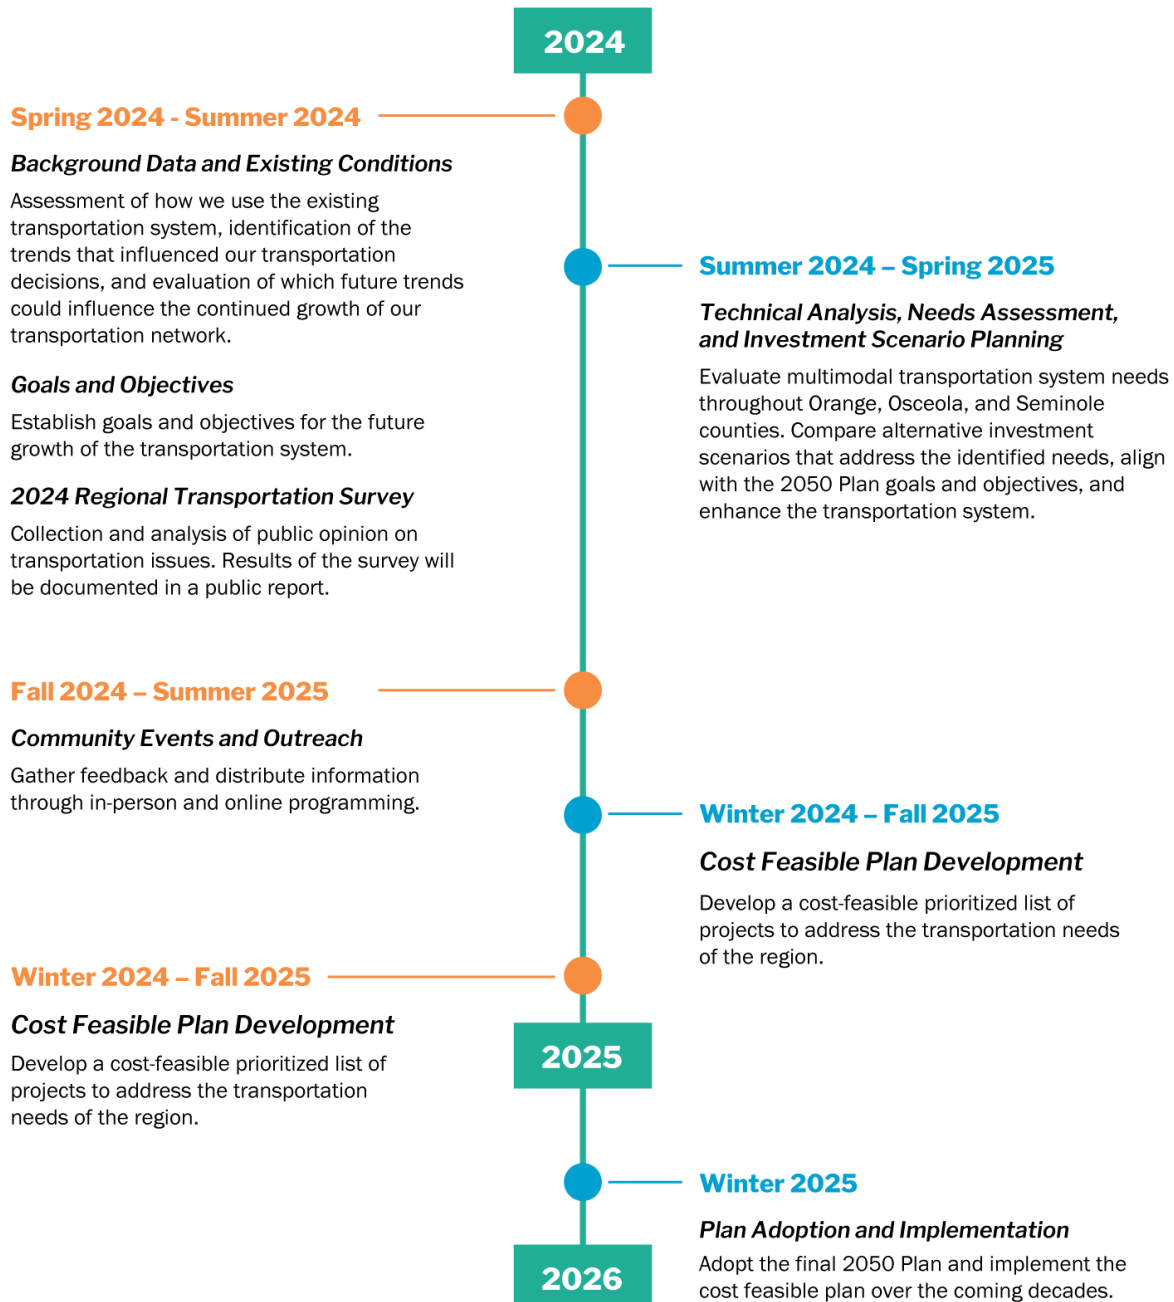 2024
Spring 2024 - Summer 2024
Background Data and Existing Conditions
Assessment of how we use the existing
transportation system, identification of the
trends that influenced our transportation
decisions, and evaluation of which future trends
could influence the continued growth of our
transportation network.
Goals and Objectives
Establish goals and objectives for the future
growth of the transportation system.
2024 Regional Transportation Survey
Collection and analysis of public opinion on
transportation issues. Results of the survey will
be documented in a public report.
Summer 2024 – Spring 2025
Technical Analysis, Needs Assessment,
and Investment Scenario Planning
Evaluate multimodal transportation system needs
throughout Orange, Osceola, and Seminole
counties. Compare alternative investment
scenarios that address the identified needs, align
with the 2050 Plan goals and objectives, and
enhance the transportation system.
Fall 2024 – Summer 2025
Community Events and Outreach
Gather feedback and distribute information
through in-person and online programming.
Winter 2024 – Fall 2025
Cost Feasible Plan Development
Develop a cost-feasible prioritized list of
projects to address the transportation needs
of the region.
Winter 2024 – Fall 2025
Cost Feasible Plan Development
Develop a cost-feasible prioritized list of
projects to address the transportation
needs of the region.
2025
Winter 2025
Plan Adoption and Implementation
Adopt the final 2050 Plan and implement the
cost feasible plan over the coming decades.
2026